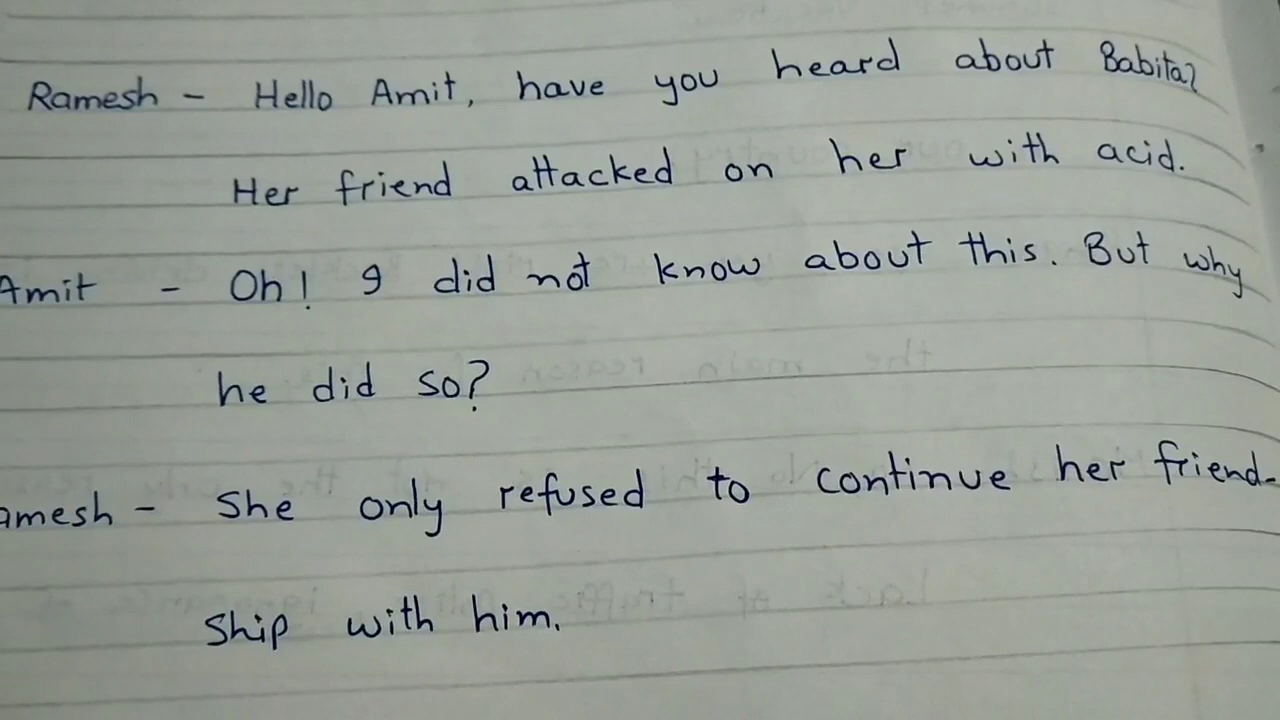 Ramesh - Hello Amit, have you heard about Babita?
Her friend attacked on her with acid.
Amit - Oh! I did not know about this. But why
he did so?
amesh - She only refused to continue her friend-
ship with him.